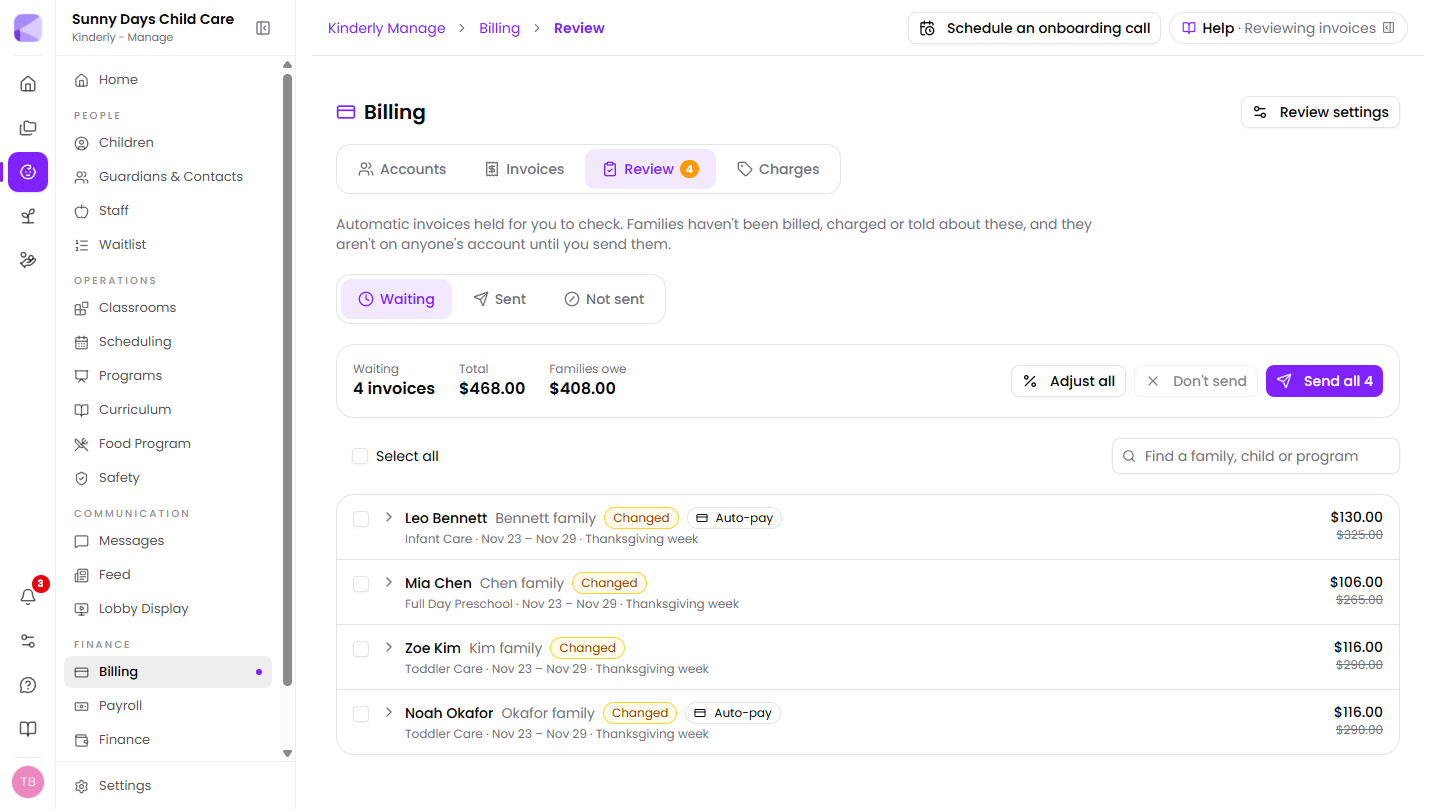 Sunny Days Child Care
Kinderly - Manage
Home
PEOPLE
Children
Guardians & Contacts
Staff
Waitlist
OPERATIONS
Classrooms
Scheduling
Programs
Curriculum
Food Program
Safety
COMMUNICATION
Messages
Feed
Lobby Display
FINANCE
Billing
Payroll
Finance
Settings
3
TB
Kinderly Manage > Billing > Review
Schedule an onboarding call
Help · Reviewing invoices
Billing
Review settings
Accounts
Invoices
Review 4
Charges
Automatic invoices held for you to check. Families haven't been billed, charged or told about these, and they
aren't on anyone's account until you send them.
Waiting
Sent
Not sent
Waiting
4 invoices
Total
$468.00
Families owe
$408.00
Adjust all
Don't send
Send all 4
Select all
Find a family, child or program
Leo Bennett Bennett family Changed Auto-pay
Infant Care · Nov 23 – Nov 29 · Thanksgiving week
$130.00
$325.00
Mia Chen Chen family Changed
Full Day Preschool · Nov 23 – Nov 29 · Thanksgiving week
$106.00
$265.00
Zoe Kim Kim family Changed
Toddler Care · Nov 23 – Nov 29 · Thanksgiving week
$116.00
$290.00
Noah Okafor Okafor family Changed Auto-pay
Toddler Care · Nov 23 – Nov 29 · Thanksgiving week
$116.00
$290.00